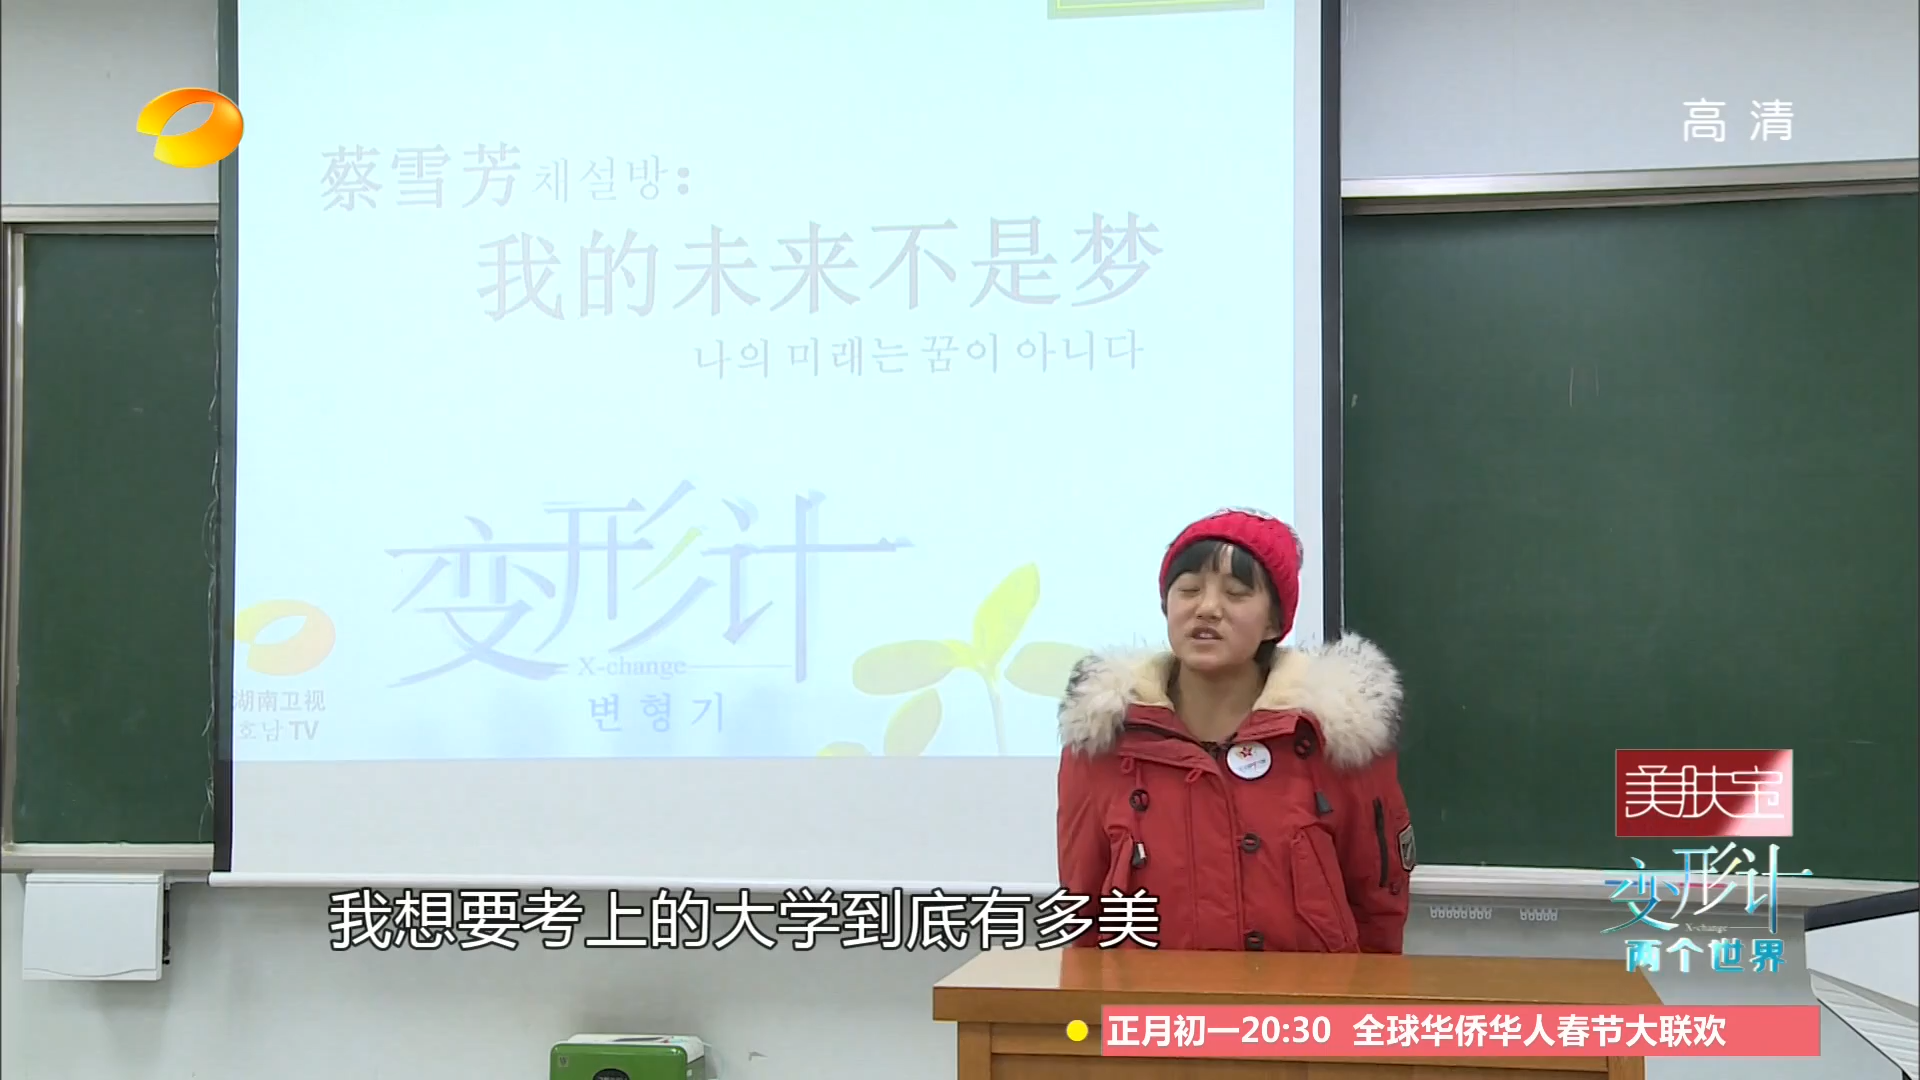 高清
蔡雪芳채설방:
我的未来不是梦
나의 미래는 꿈이 아니다
变形计
X-change
변형기
湖南卫视
호남TV
美肤宝
变形计
X-change
两个世界
我想要考上的大学到底有多美
正月初一20:30 全球华侨华人春节大联欢